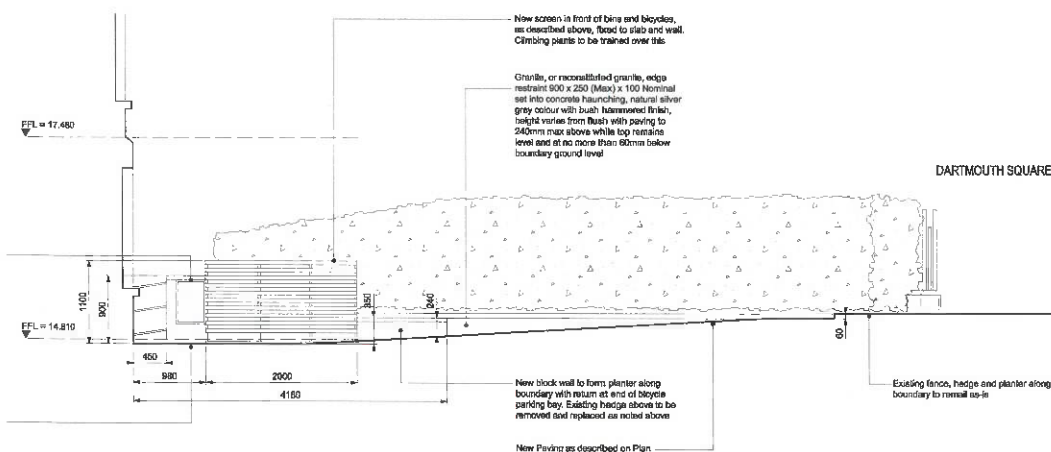 New screen in front of bins and bicycles,
as described above, fixed to slab and wall.
Climbing plants to be trained over this
Granite, or reconstituted granite, edge
restraint 900 x 250 (Max) x 100 Nominal
set into concrete haunching, natural silver
grey colour with bush hammered finish,
height varies from flush with paving to
240mm max above while top remains
level and at no more than 60mm below
boundary ground level
FFL = 17.480
DARTMOUTH SQUARE
1100
900
240
60
FFL = 14.810
450
980
2000
4160
New block wall to form planter along
boundary with return at end of bicycle
parking bay. Existing hedge above to be
removed and replaced as noted above
Existing fence, hedge and planter along
boundary to remail as-is
New Paving as described on Plan